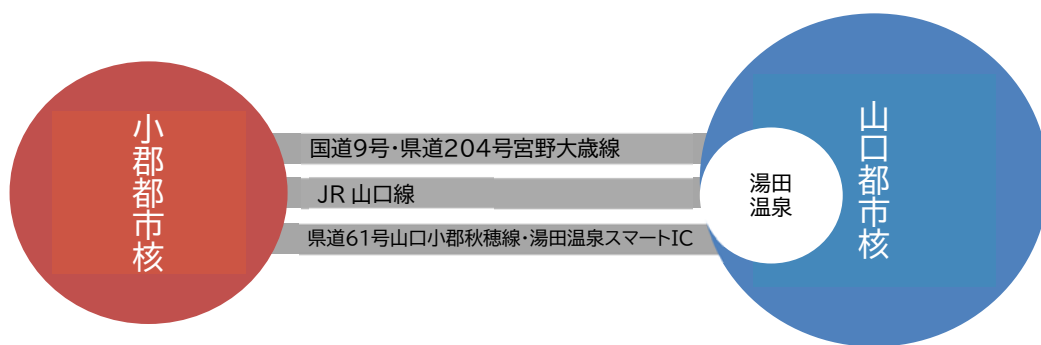 小郡都市核
国道9号・県道204号宮野大歳線
JR 山口線
県道61号山口小郡秋穂線・湯田温泉スマートIC
湯田
温泉
山口都市核